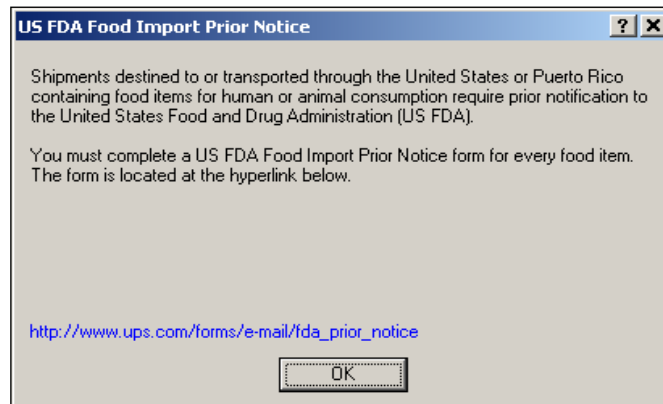 US FDA Food Import Prior Notice
Shipments destined to or transported through the United States or Puerto Rico
containing food items for human or animal consumption require prior notification to
the United States Food and Drug Administration (US FDA).
You must complete a US FDA Food Import Prior Notice form for every food item.
The form is located at the hyperlink below.
http://www.ups.com/forms/e-mail/fda_prior_notice
OK